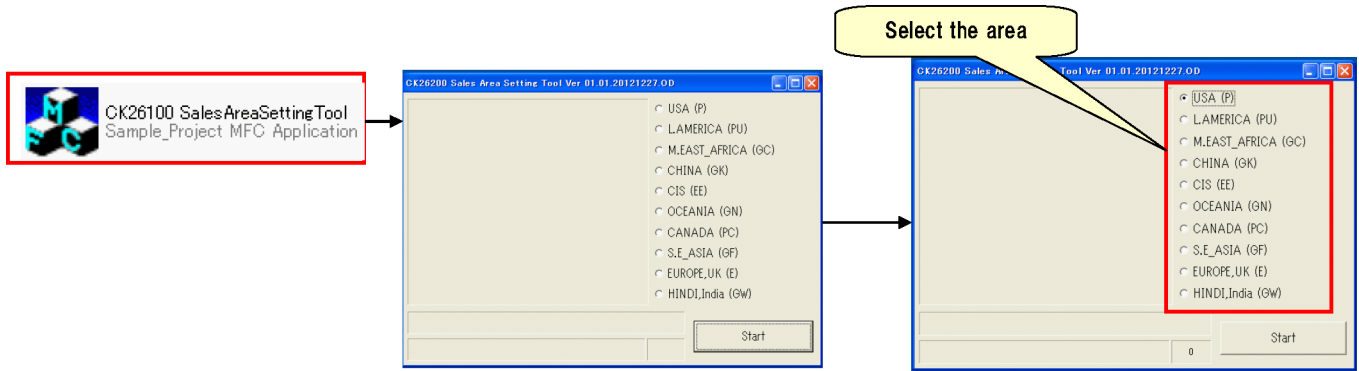 Select the area
CK26100 SalesAreaSettingTool
Sample_Project MFC Application
CK26200 Sales Area Setting Tool Ver 01.01.20121227.OD
USA (P)
L.AMERICA (PU)
M.EAST_AFRICA (GC)
CHINA (GK)
CIS (EE)
OCEANIA (GN)
CANADA (PC)
S.E_ASIA (GF)
EUROPE,UK (E)
HINDI,India (GW)
Start
CK26200 Sales Tool Ver 01.01.20121227.OD
USA (P)
L.AMERICA (PU)
M.EAST_AFRICA (GC)
CHINA (GK)
CIS (EE)
OCEANIA (GN)
CANADA (PC)
S.E_ASIA (GF)
EUROPE,UK (E)
HINDI,India (GW)
Start
0